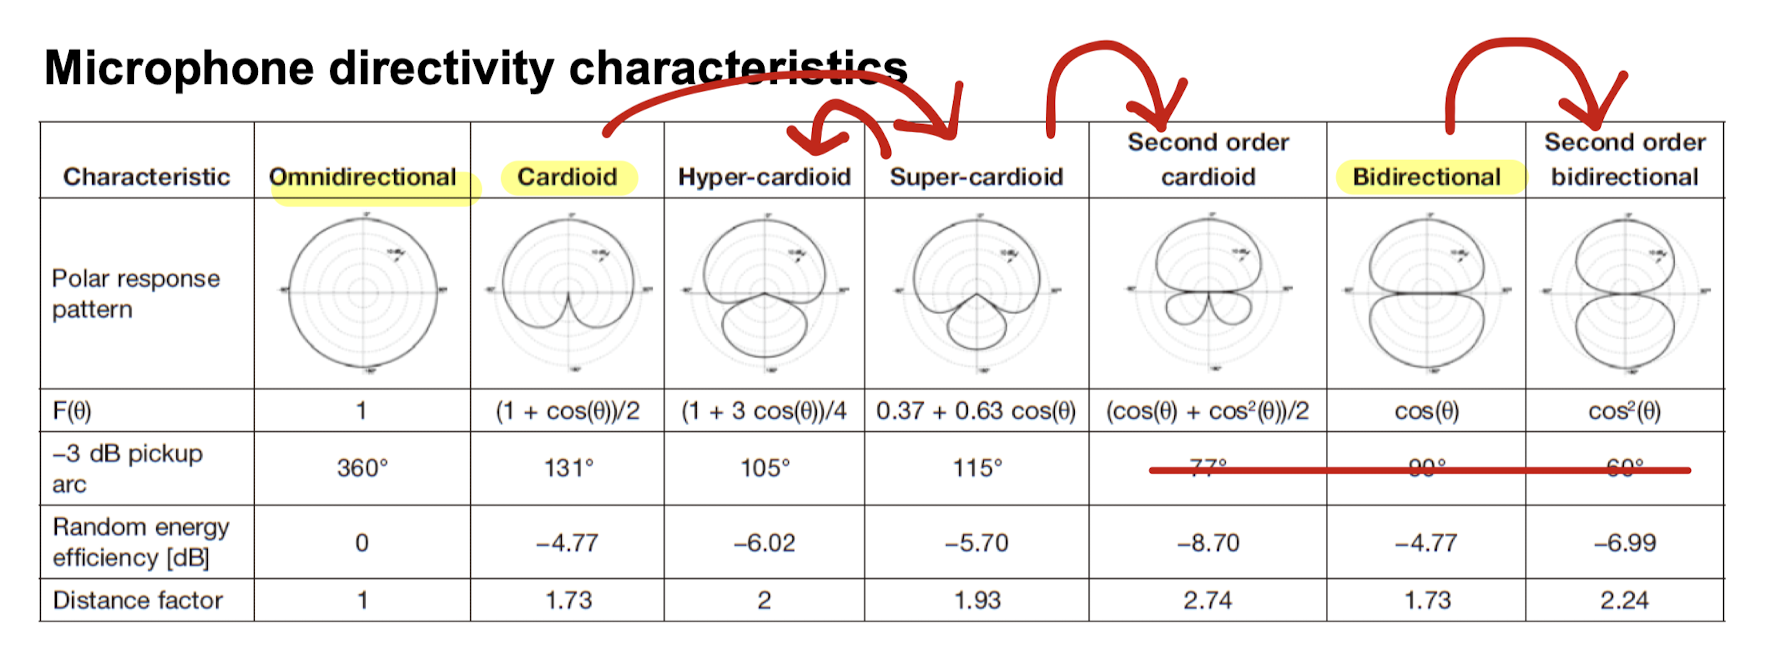 Microphone directivity characteristics
Characteristic Omnidirectional Cardioid Hyper-cardioid Super-cardioid Second order cardioid Bidirectional Second order bidirectional
Polar response pattern
F(θ) 1 (1 + cos(θ))/2 (1 + 3 cos(θ))/4 0.37 + 0.63 cos(θ) (cos(θ) + cos²(θ))/2 cos(θ) cos²(θ)
–3 dB pickup arc 360° 131° 105° 115° 77° 90° 60°
Random energy efficiency [dB] 0 –4.77 –6.02 –5.70 –8.70 –4.77 –6.99
Distance factor 1 1.73 2 1.93 2.74 1.73 2.24